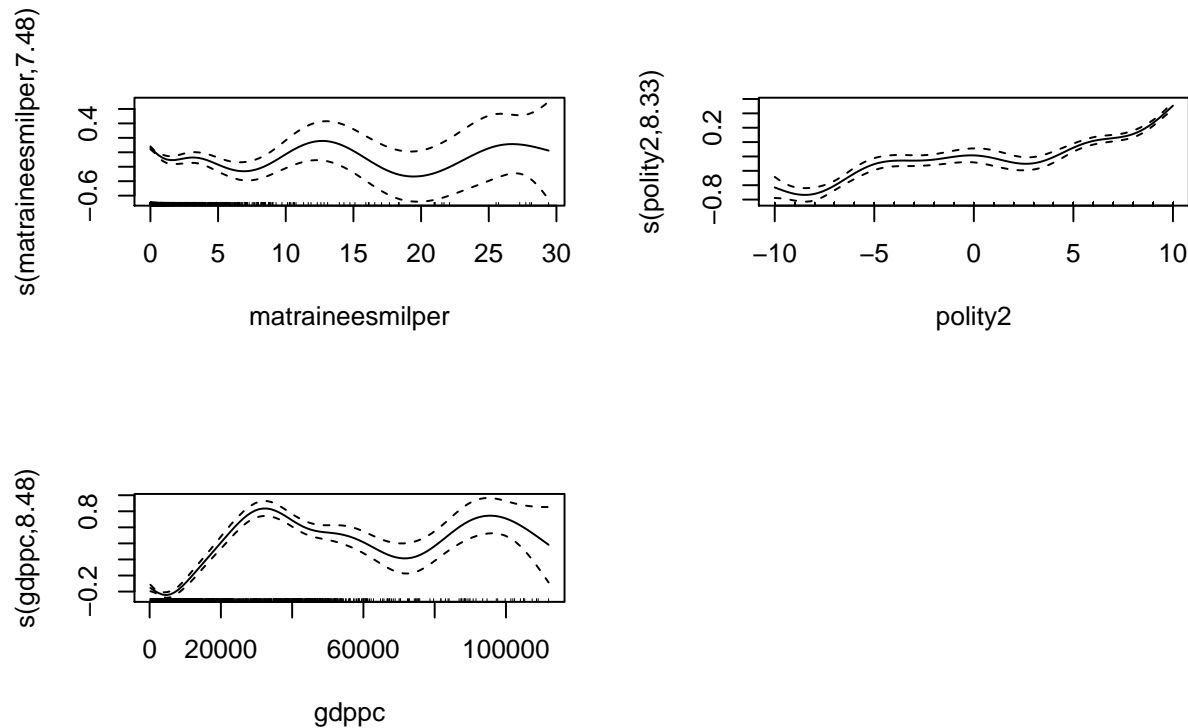 s(matraineesmilper,7.48)
0.4
−0.6
0 5 10 15 20 25 30
matraineesmilper
s(polity2,8.33)
0.2
−0.8
−10 −5 0 5 10
polity2
s(gdppc,8.48)
0.8
−0.2
0 20000 60000 100000
gdppc